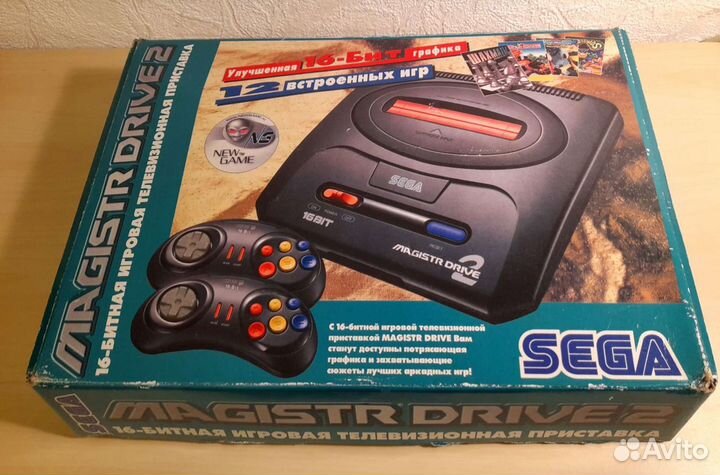 Улучшенная 16-Бит графика
12 встроенных игр
NEW GAME
SEGA
16BIT
MAGISTR DRIVE 2
С 16-битной игровой телевизионной
приставкой MAGISTR DRIVE Вам
станут доступны потрясающая
графика и захватывающие
сюжеты лучших аркадных игр!
SEGA
MAGISTR DRIVE 2
16-БИТНАЯ ИГРОВАЯ ТЕЛЕВИЗИОННАЯ ПРИСТАВКА
SEGA
MAGISTR DRIVE 2
16-БИТНАЯ ИГРОВАЯ ТЕЛЕВИЗИОННАЯ ПРИСТАВКА
Avito